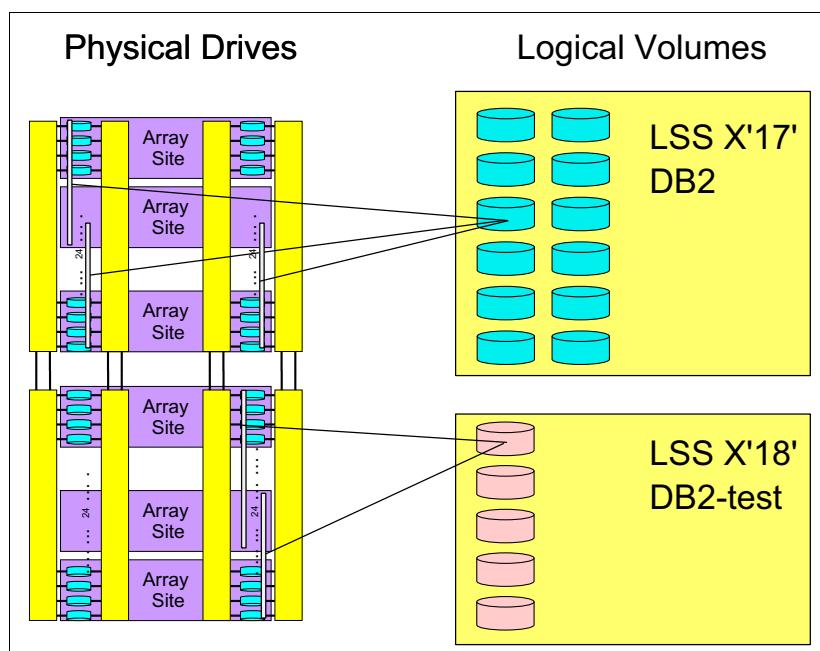 Physical Drives
Logical Volumes
Array
Site
Array
Site
24
24
Array
Site
Array
Site
24
24
Array
Site
Array
Site
LSS X'17'
DB2
LSS X'18'
DB2-test